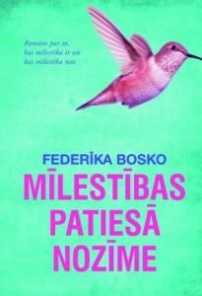 Romāns par to,
kas mīlestība ir un
kas mīlestība nav
FEDERĪKA BOSKO
MĪLESTĪBAS
PATIESĀ
NOZĪME